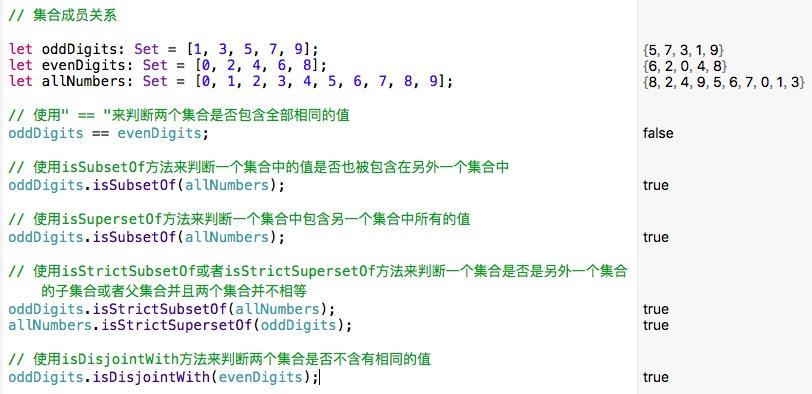 // 集合成员关系
let oddDigits: Set = [1, 3, 5, 7, 9]; {5, 7, 3, 1, 9}
let evenDigits: Set = [0, 2, 4, 6, 8]; {6, 2, 0, 4, 8}
let allNumbers: Set = [0, 1, 2, 3, 4, 5, 6, 7, 8, 9]; {8, 2, 4, 9, 5, 6, 7, 0, 1, 3}
// 使用" == "来判断两个集合是否包含全部相同的值
oddDigits == evenDigits; false
// 使用isSubsetOf方法来判断一个集合中的值是否也被包含在另外一个集合中
oddDigits.isSubsetOf(allNumbers); true
// 使用isSupersetOf方法来判断一个集合中包含另一个集合中所有的值
oddDigits.isSubsetOf(allNumbers); true
// 使用isStrictSubsetOf或者isStrictSupersetOf方法来判断一个集合是否是另外一个集合
的子集合或者父集合并且两个集合并不相等
oddDigits.isStrictSubsetOf(allNumbers); true
allNumbers.isStrictSupersetOf(oddDigits); true
// 使用isDisjointWith方法来判断两个集合是否不含有相同的值
oddDigits.isDisjointWith(evenDigits); true